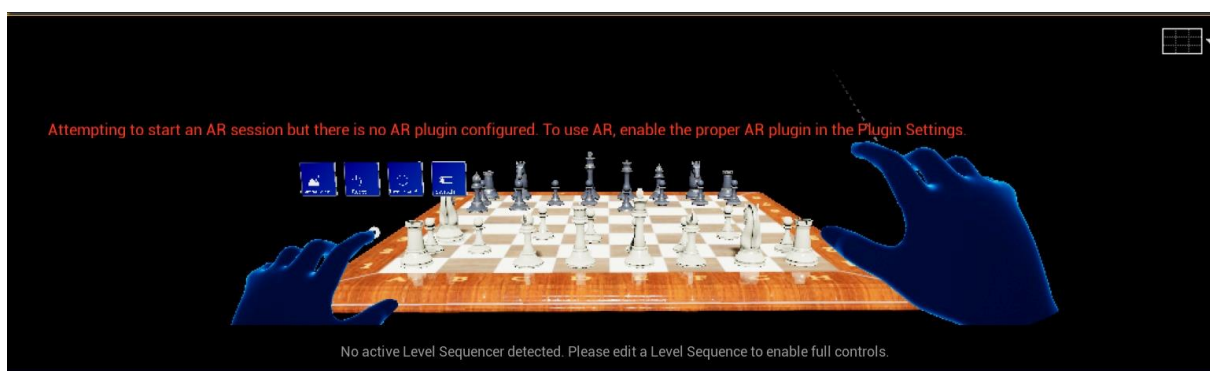 Attempting to start an AR session but there is no AR plugin configured. To use AR, enable the proper AR plugin in the Plugin Settings.
No active Level Sequencer detected. Please edit a Level Sequence to enable full controls.